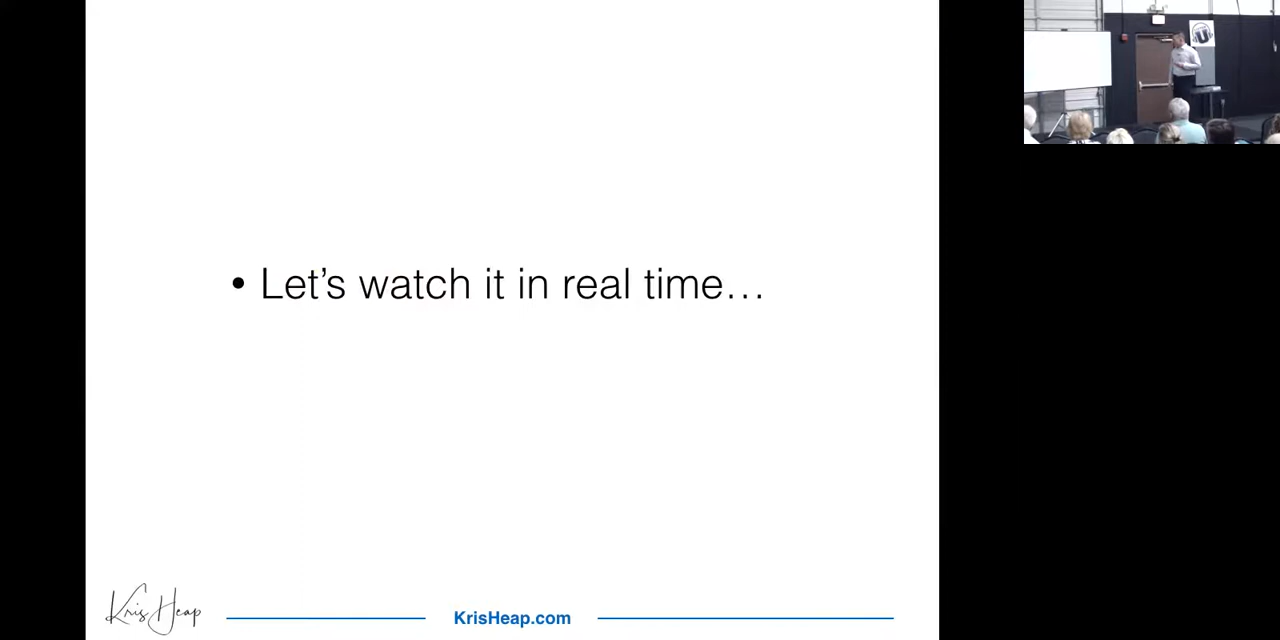 • Let's watch it in real time…
Kris Heap
KrisHeap.com